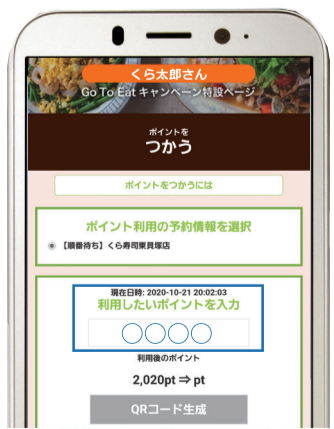 くら太郎さん
Go To Eat キャンペーン特設ページ
ポイントを
つかう
ポイントをつかうには
ポイント利用の予約情報を選択
【順番待ち】くら寿司東貝塚店
現在日時: 2020-10-21 20:02:03
利用したいポイントを入力
○○○○
利用後のポイント
2,020pt ⇒ pt
QRコード生成